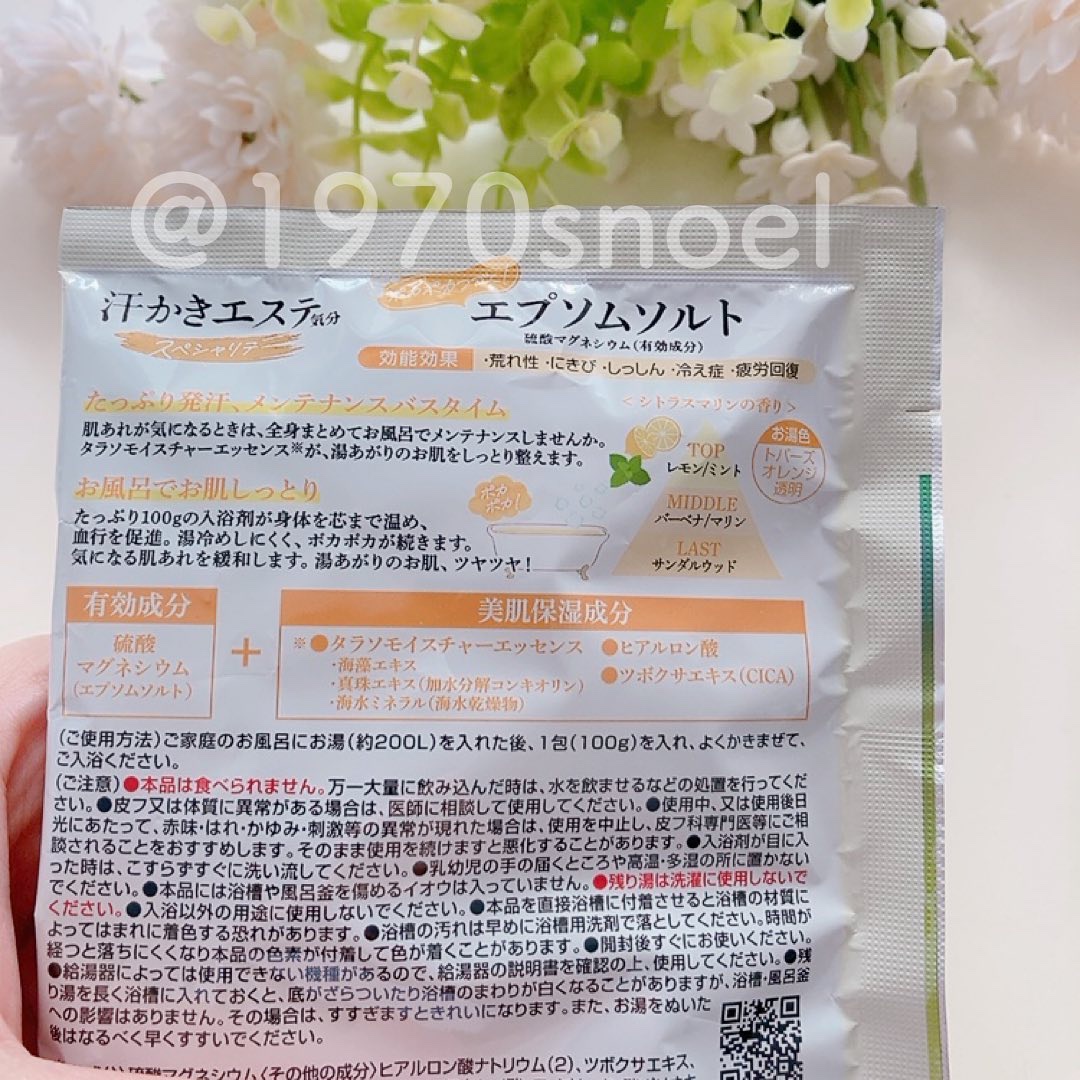 @1970snoel
汗かきエステ気分
スペシャリテ
エプソムソルト
硫酸マグネシウム(有効成分)
効能効果 ・荒れ性・にきび・しっしん・冷え症・疲労回復
たっぷり発汗、メンテナンスバスタイム
肌あれが気になるときは、全身まとめてお風呂でメンテナンスしませんか。
タラソモイスチャーエッセンス※が、湯あがりのお肌をしっとり整えます。
お風呂でお肌しっとり
たっぷり100gの入浴剤が身体を芯まで温め、
血行を促進。湯冷めしにくく、ポカポカが続きます。
気になる肌あれを緩和します。湯あがりのお肌、ツヤツヤ!
ポカ
ポカ!
<シトラスマリンの香り>
TOP
レモン/ミント
MIDDLE
バーベナ/マリン
LAST
サンダルウッド
お湯色
トパーズ
オレンジ
透明
有効成分
硫酸
マグネシウム
(エプソムソルト)
+
美肌保湿成分
※●タラソモイスチャーエッセンス
・海藻エキス
・真珠エキス(加水分解コンキオリン)
・海水ミネラル(海水乾燥物)
●ヒアルロン酸
●ツボクサエキス(CICA)
(ご使用方法)ご家庭のお風呂にお湯(約200L)を入れた後、1包(100g)を入れ、よくかきまぜて、
ご入浴ください。
(ご注意)●本品は食べられません。万一大量に飲み込んだ時は、水を飲ませるなどの処置を行ってくだ
さい。●皮フ又は体質に異常がある場合は、医師に相談して使用してください。●使用中、又は使用後日
光にあたって、赤味・はれ・かゆみ・刺激等の異常が現れた場合は、使用を中止し、皮フ科専門医等にご相
談されることをおすすめします。そのまま使用を続けますと悪化することがあります。●入浴剤が目に入
った時は、こすらずすぐに洗い流してください。●乳幼児の手の届くところや高温・多湿の所に置かない
でください。●本品には浴槽や風呂釜を傷めるイオウは入っていません。●残り湯は洗濯に使用しないで
ください。●入浴以外の用途に使用しないでください。●本品を直接浴槽に付着させると浴槽の材質に
よってはまれに着色する恐れがあります。●浴槽の汚れは早めに浴槽用洗剤で落としてください。時間が
経つと落ちにくくなり本品の色素が付着して色が着くことがあります。●開封後すぐにお使いください。
●給湯器によっては使用できない機種があるので、給湯器の説明書を確認の上、使用してください。●残
り湯を長く浴槽に入れておくと、底がざらついたり浴槽のまわりが白くなることがありますが、浴槽・風呂釜
への影響はありません。その場合は、すすぎますときれいになります。また、お湯をぬいた
後はなるべく早くすすいでください。
硫酸マグネシウム〈その他の成分〉ヒアルロン酸ナトリウム(2)、ツボクサエキス、